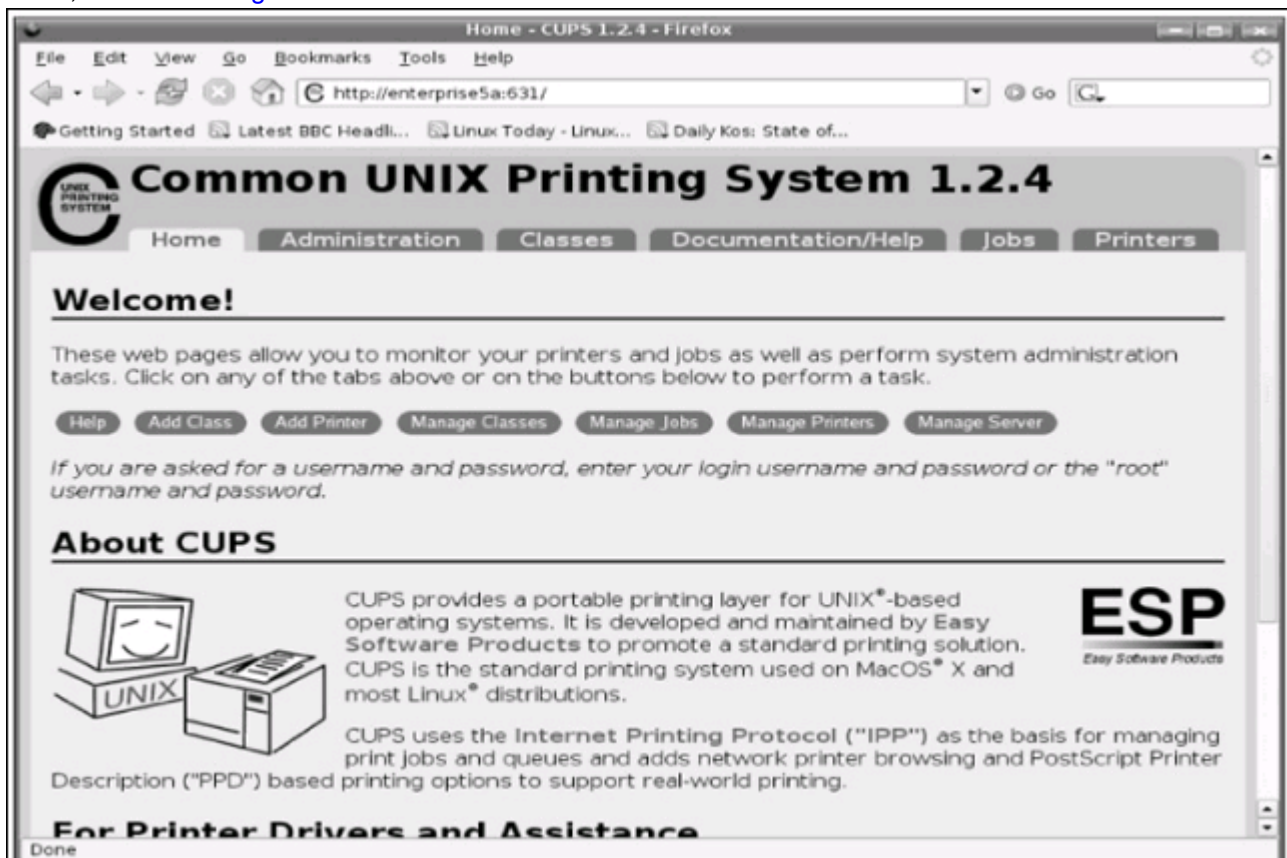 Home - CUPS 1.2.4 - Firefox
File Edit View Go Bookmarks Tools Help
http://enterprise5a:631/ Go
Getting Started Latest BBC Headli... Linux Today - Linux... Daily Kos: State of...
UNIX PRINTING SYSTEM
Common UNIX Printing System 1.2.4
Home Administration Classes Documentation/Help Jobs Printers
Welcome!
These web pages allow you to monitor your printers and jobs as well as perform system administration
tasks. Click on any of the tabs above or on the buttons below to perform a task.
Help Add Class Add Printer Manage Classes Manage Jobs Manage Printers Manage Server
If you are asked for a username and password, enter your login username and password or the "root"
username and password.
About CUPS
UNIX
CUPS provides a portable printing layer for UNIX®-based
operating systems. It is developed and maintained by Easy
Software Products to promote a standard printing solution.
CUPS is the standard printing system used on MacOS® X and
most Linux® distributions.
ESP
Easy Software Products
CUPS uses the Internet Printing Protocol ("IPP") as the basis for managing
print jobs and queues and adds network printer browsing and PostScript Printer
Description ("PPD") based printing options to support real-world printing.
For Printer Drivers and Assistance
Done